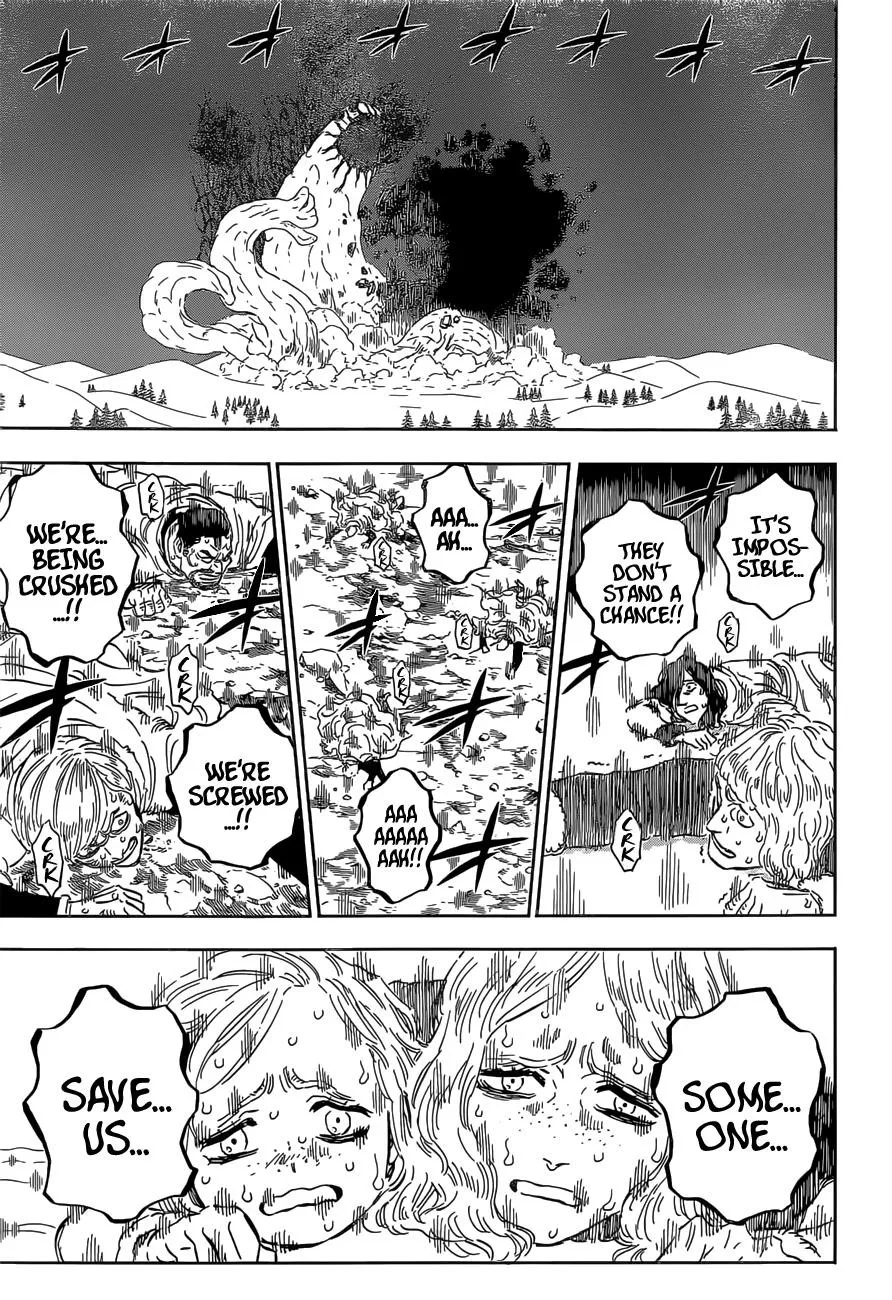 IT'S
IMPOS-
SIBLE...
THEY
DON'T
STAND A
CHANCE!!
CRK
CRK
AAA...
AH...
CRK
CRK
CRK
AAA
AAAAA
AAH!!
CRK
WE'RE...
BEING
CRUSHED
...!!
CRK
WE'RE
SCREWED
...!!
CRK
SOME...
ONE...
SAVE...
US...